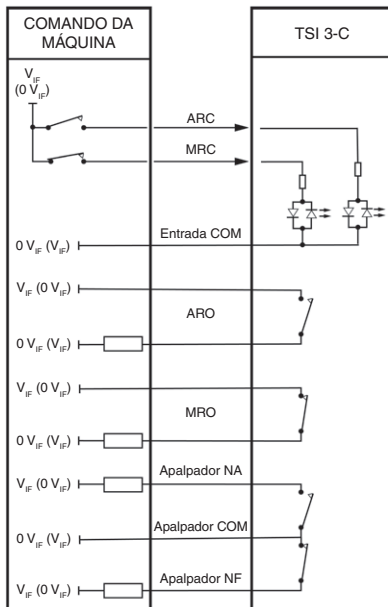 COMANDO DA
MÁQUINA
TSI 3-C
V_IF
(0 V_IF)
ARC
MRC
Entrada COM
0 V_IF (V_IF)
V_IF (0 V_IF)
ARO
0 V_IF (V_IF)
V_IF (0 V_IF)
MRO
0 V_IF (V_IF)
Apalpador NA
V_IF (0 V_IF)
Apalpador COM
0 V_IF (V_IF)
Apalpador NF
V_IF (0 V_IF)